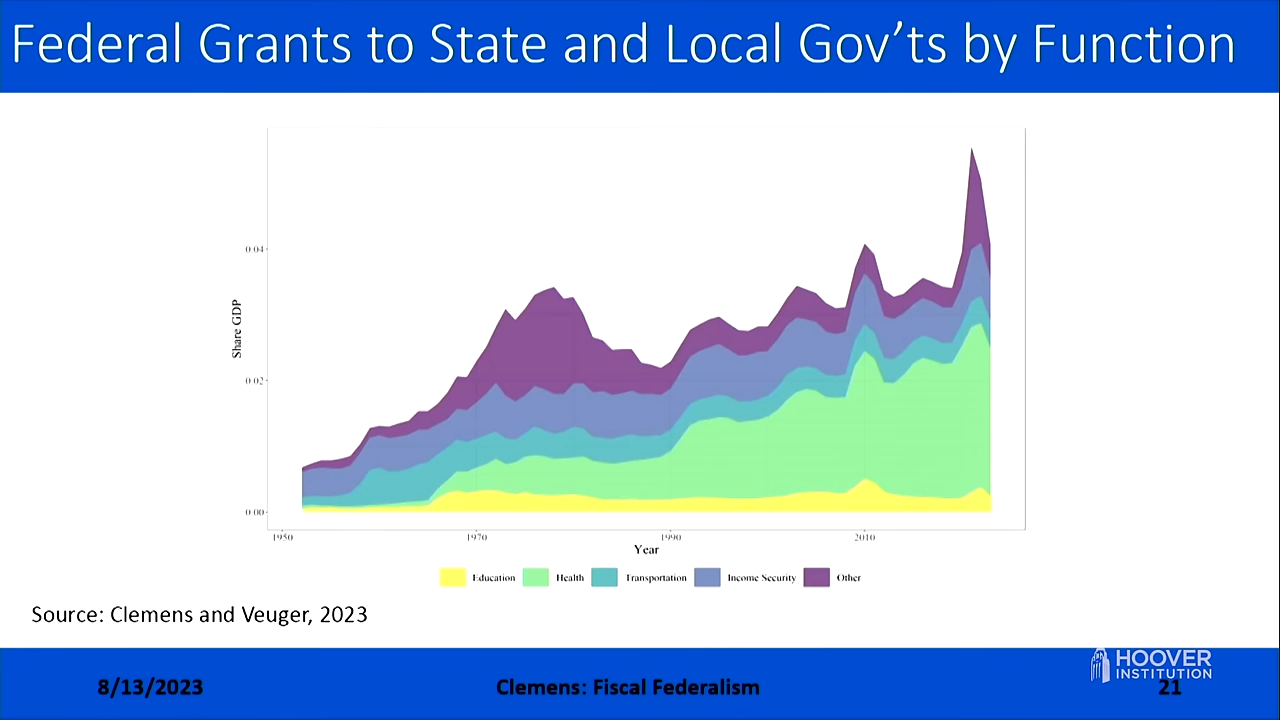 Federal Grants to State and Local Gov’ts by Function
0.04
0.02
0.00
Share GDP
1950 1970 1990 2010
Year
Education Health Transportation Income Security Other
Source: Clemens and Veuger, 2023
HOOVER
INSTITUTION
8/13/2023 Clemens: Fiscal Federalism 21